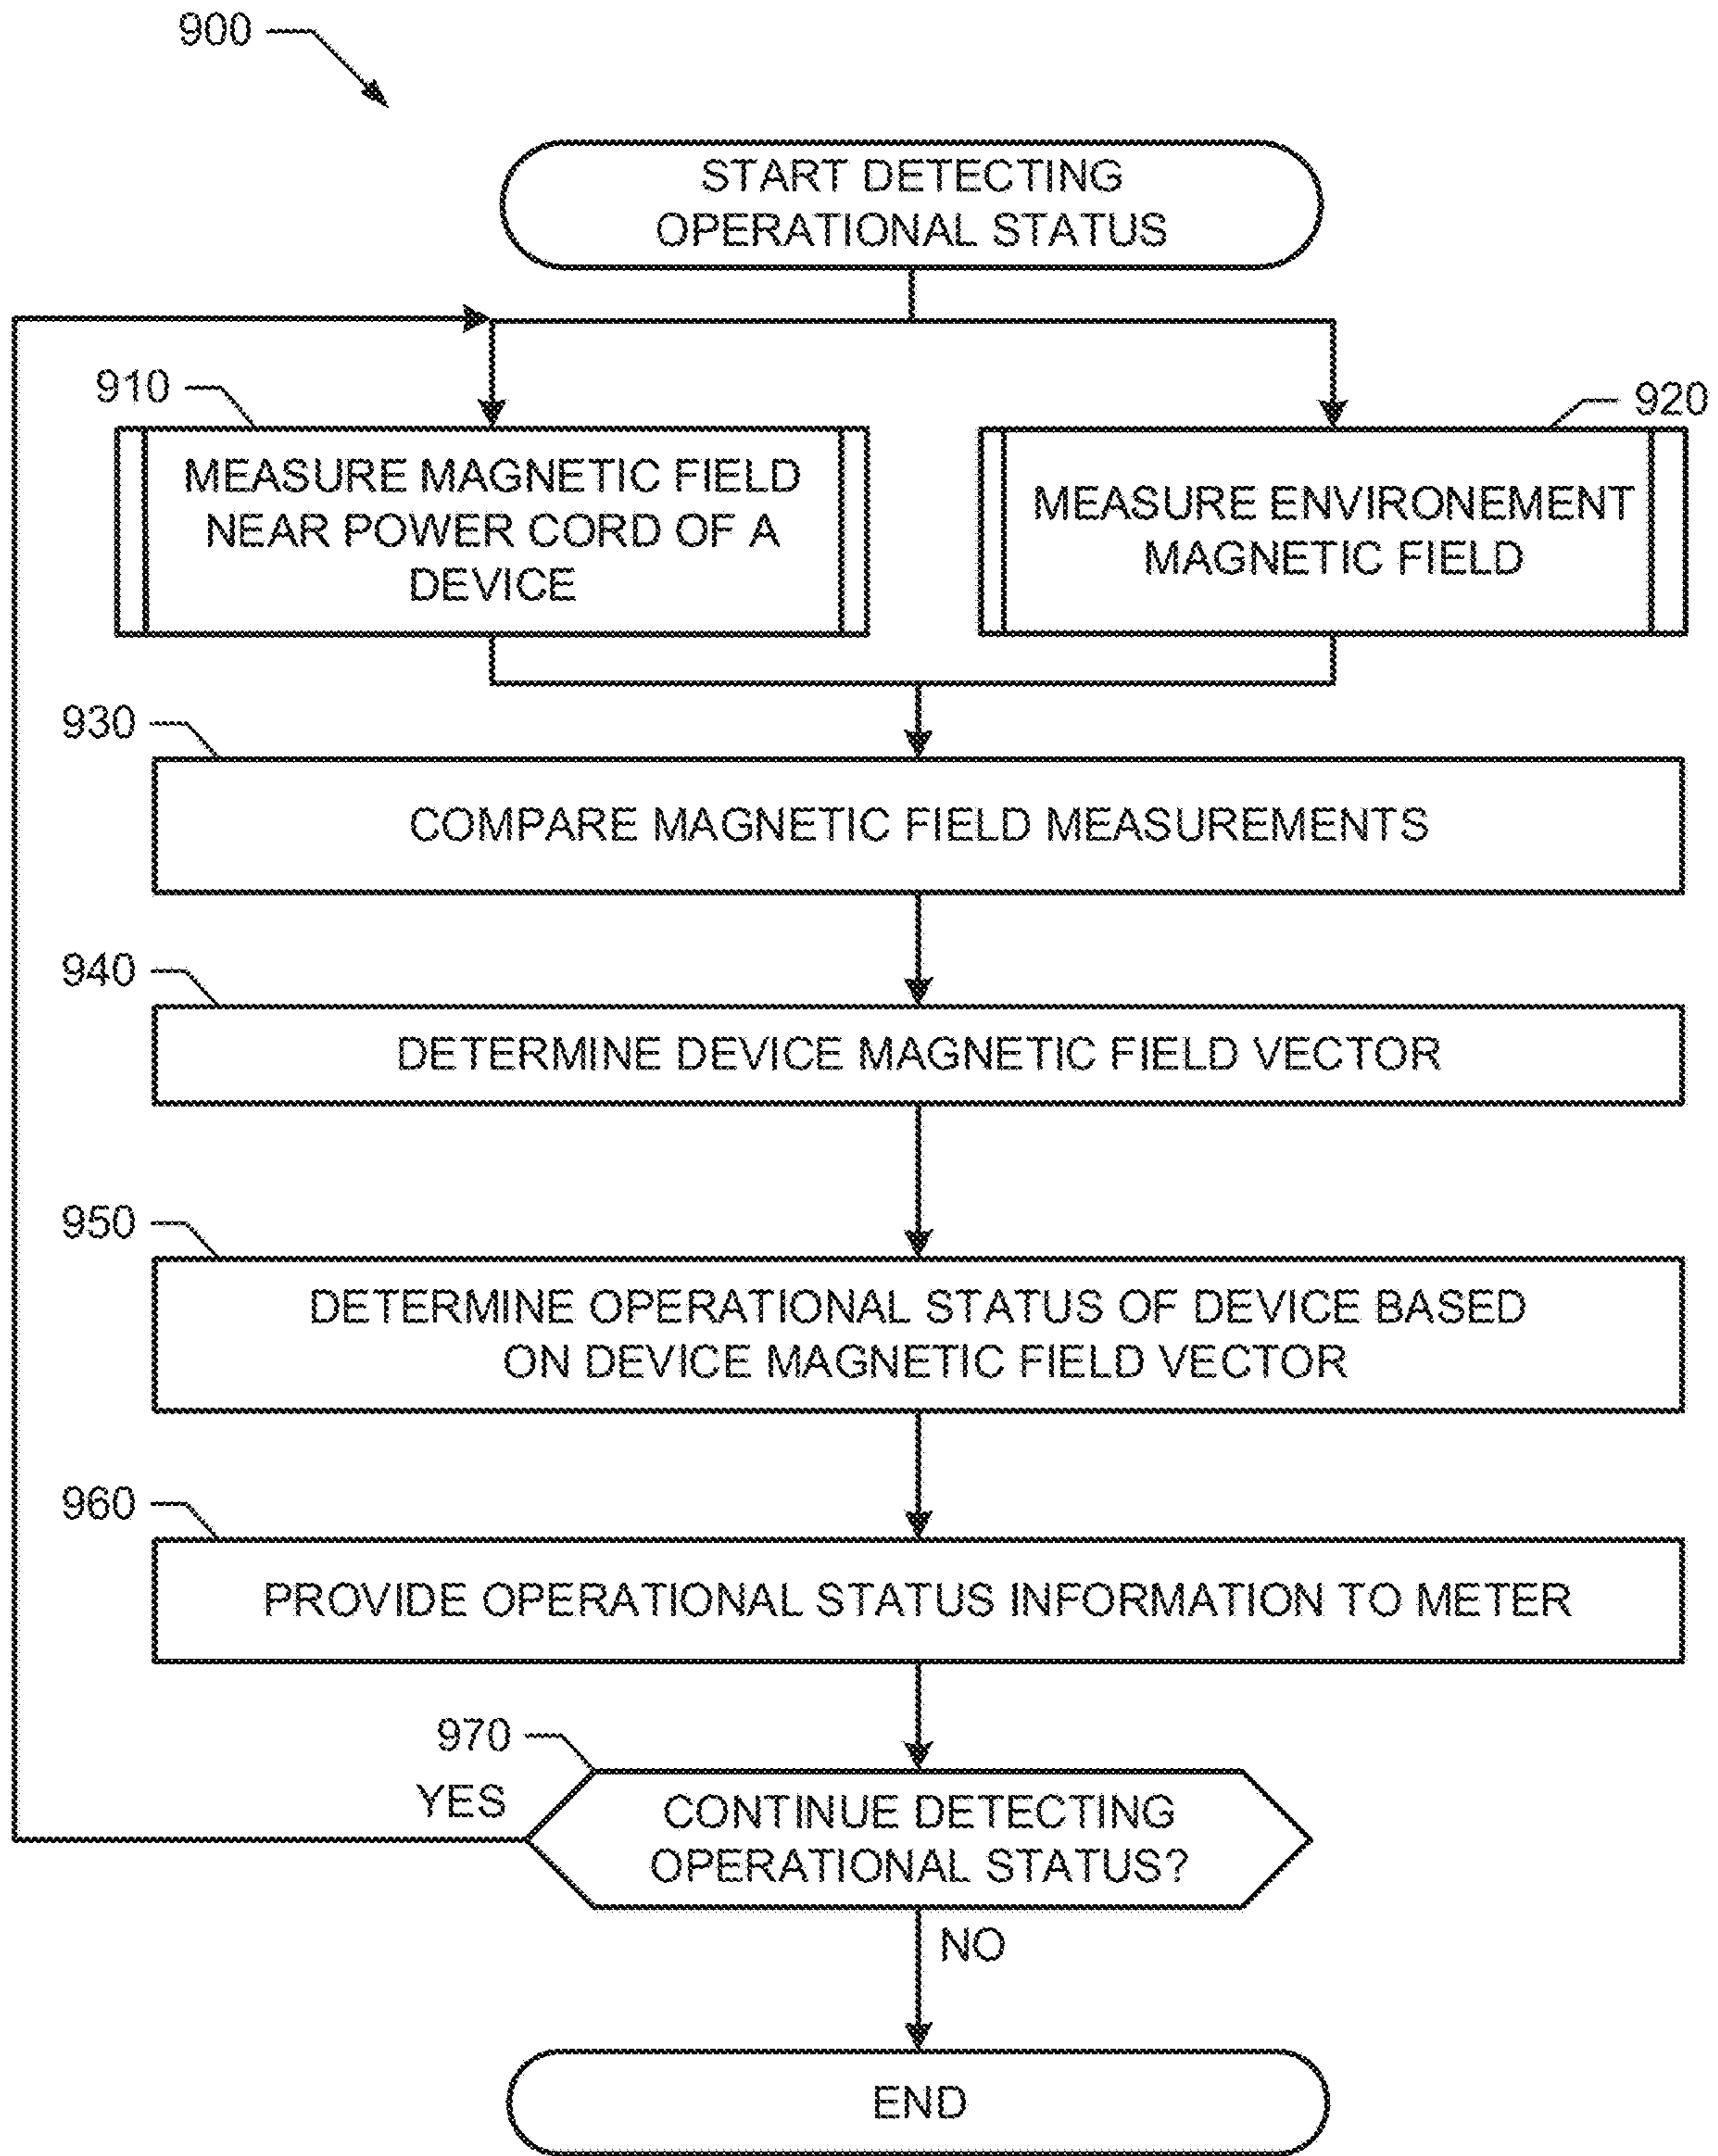 900
START DETECTING
OPERATIONAL STATUS
910
MEASURE MAGNETIC FIELD
NEAR POWER CORD OF A
DEVICE
920
MEASURE ENVIRONEMENT
MAGNETIC FIELD
930
COMPARE MAGNETIC FIELD MEASUREMENTS
940
DETERMINE DEVICE MAGNETIC FIELD VECTOR
950
DETERMINE OPERATIONAL STATUS OF DEVICE BASED
ON DEVICE MAGNETIC FIELD VECTOR
960
PROVIDE OPERATIONAL STATUS INFORMATION TO METER
970
YES
CONTINUE DETECTING
OPERATIONAL STATUS?
NO
END